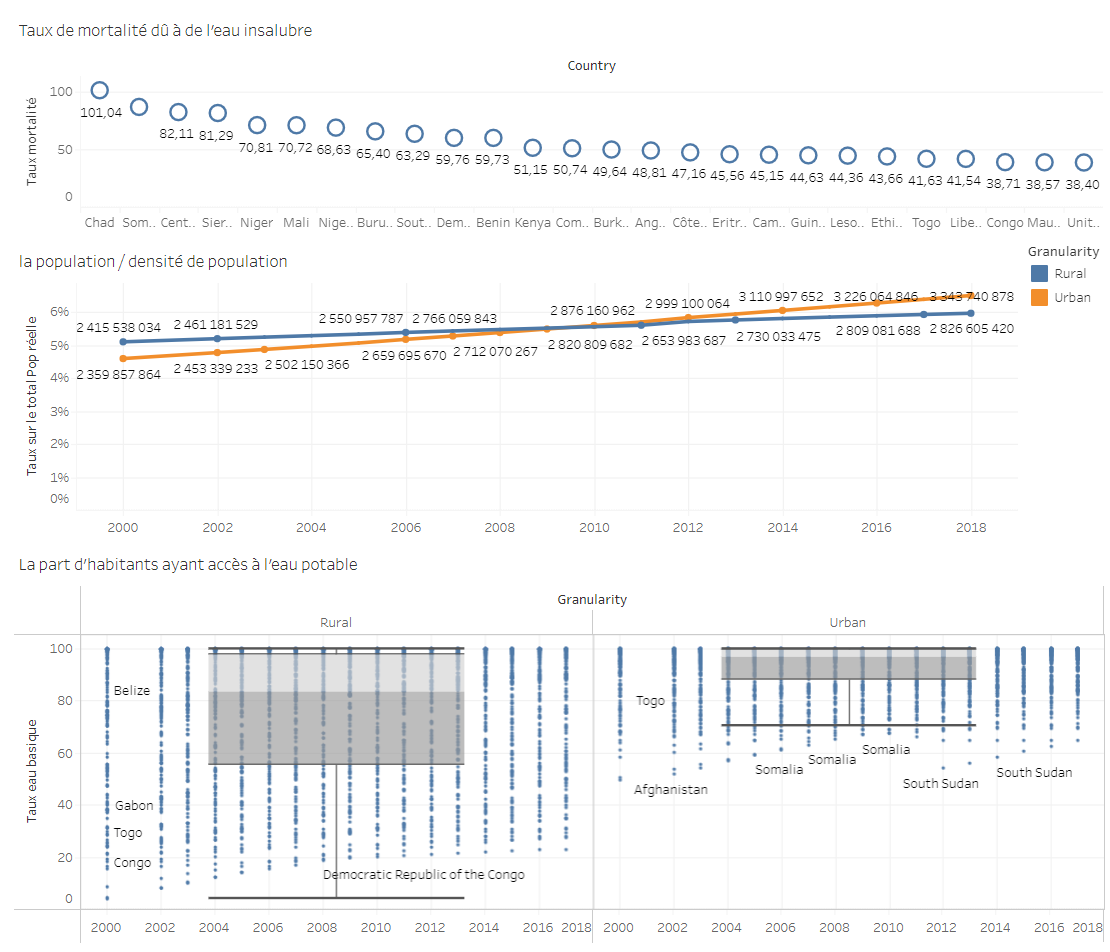 Taux de mortalité dû à de l'eau insalubre
Country
Taux mortalité
100
50
0
101,04
82,11 81,29
70,81 70,72 68,63 65,40 63,29 59,76 59,73
51,15 50,74 49,64 48,81 47,16 45,56 45,15 44,63 44,36 43,66 41,63 41,54 38,71 38,57 38,40
Chad Som.. Cent.. Sier.. Niger Mali Nige.. Buru.. Sout.. Dem.. Benin Kenya Com.. Burk.. Ang.. Côte.. Eritr.. Cam.. Guin.. Leso.. Ethi.. Togo Libe.. Congo Mau.. Unit..
la population / densité de population
Granularity
Rural
Urban
Taux sur le total Pop réelle
6%
5%
4%
3%
2%
1%
0%
2 415 538 034 2 461 181 529 2 550 957 787 2 766 059 843 2 876 160 962 2 999 100 064 3 110 997 652 3 226 064 846 3 343 740 878
2 359 857 864 2 453 339 233 2 502 150 366 2 659 695 670 2 712 070 267 2 820 809 682 2 653 983 687 2 730 033 475 2 809 081 688 2 826 605 420
2000 2002 2004 2006 2008 2010 2012 2014 2016 2018
La part d'habitants ayant accès à l'eau potable
Granularity
Rural Urban
Taux eau basique
100
80
60
40
20
0
Belize
Gabon
Togo
Congo
Democratic Republic of the Congo
Togo
Afghanistan
Somalia
Somalia
Somalia
South Sudan
South Sudan
2000 2002 2004 2006 2008 2010 2012 2014 2016 2018 2000 2002 2004 2006 2008 2010 2012 2014 2016 2018